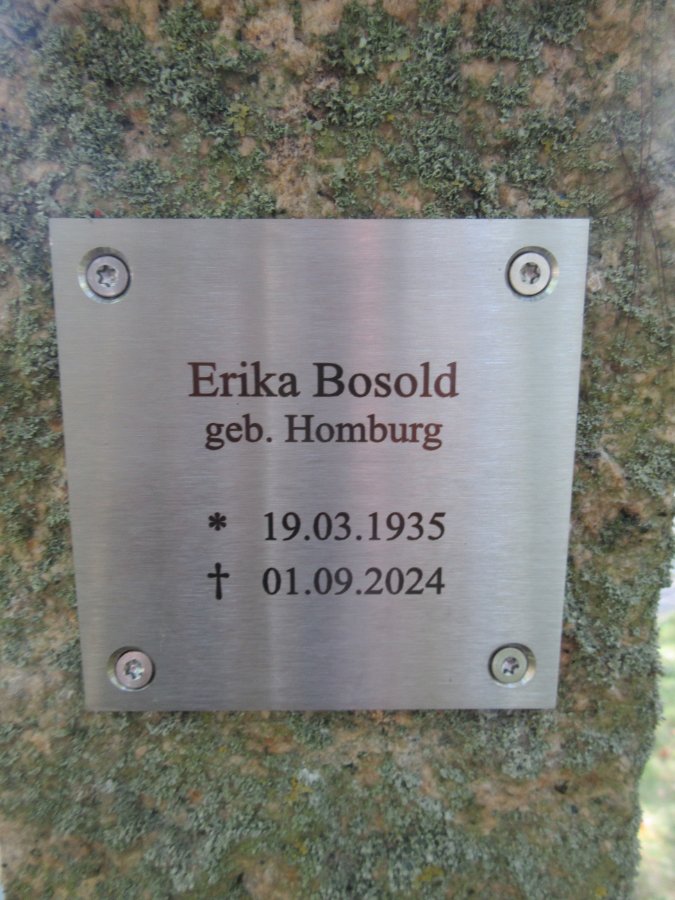 Erika Bosold
geb. Homburg
* 19.03.1935
† 01.09.2024